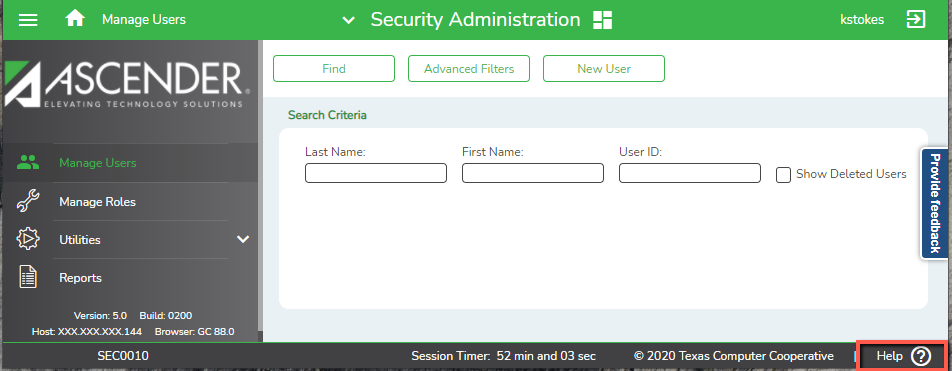 Manage Users
Security Administration
kstokes
ASCENDER®
ELEVATING TECHNOLOGY SOLUTIONS
Find
Advanced Filters
New User
Search Criteria
Last Name:
First Name:
User ID:
Show Deleted Users
Manage Users
Manage Roles
Utilities
Reports
Version: 5.0 Build: 0200
Host: XXX.XXX.XXX.144 Browser: GC 88.0
Provide feedback
SEC0010
Session Timer: 52 min and 03 sec
© 2020 Texas Computer Cooperative
Help ?